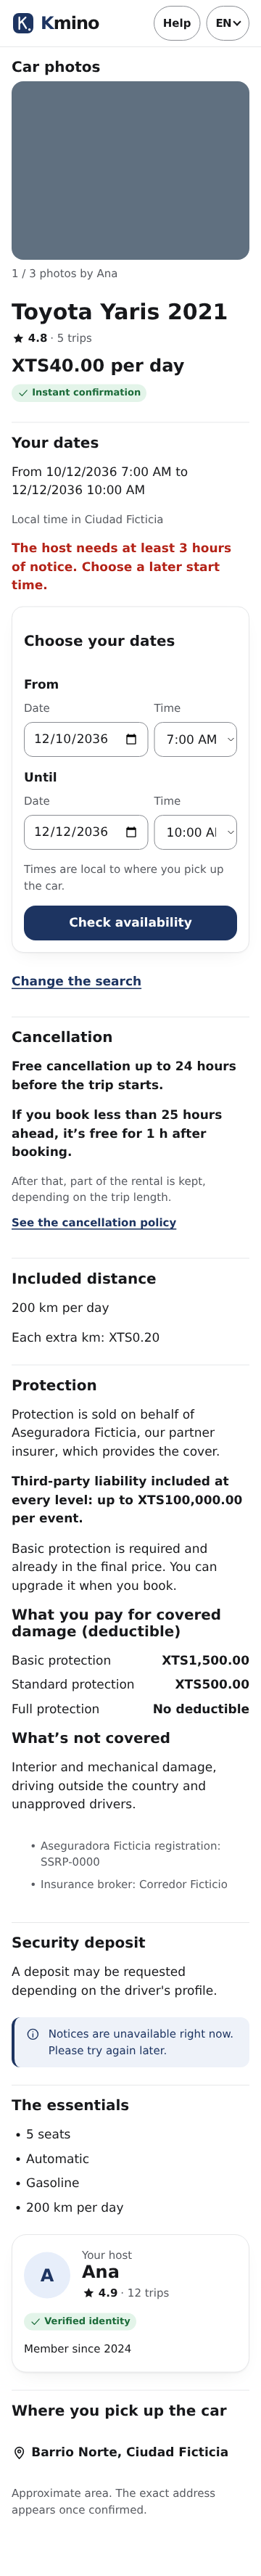 Kmino
Help
EN
Car photos
1 / 3 photos by Ana
Toyota Yaris 2021
4.8 · 5 trips
XTS40.00 per day
Instant confirmation
Your dates
From 10/12/2036 7:00 AM to
12/12/2036 10:00 AM
Local time in Ciudad Ficticia
The host needs at least 3 hours
of notice. Choose a later start
time.
Choose your dates
From
Date
Time
12/10/2036
7:00 AM
Until
Date
Time
12/12/2036
10:00 A
Times are local to where you pick up
the car.
Check availability
Change the search
Cancellation
Free cancellation up to 24 hours
before the trip starts.
If you book less than 25 hours
ahead, it’s free for 1 h after
booking.
After that, part of the rental is kept,
depending on the trip length.
See the cancellation policy
Included distance
200 km per day
Each extra km: XTS0.20
Protection
Protection is sold on behalf of
Aseguradora Ficticia, our partner
insurer, which provides the cover.
Third-party liability included at
every level: up to XTS100,000.00
per event.
Basic protection is required and
already in the final price. You can
upgrade it when you book.
What you pay for covered
damage (deductible)
Basic protection XTS1,500.00
Standard protection XTS500.00
Full protection No deductible
What’s not covered
Interior and mechanical damage,
driving outside the country and
unapproved drivers.
• Aseguradora Ficticia registration:
SSRP-0000
• Insurance broker: Corredor Ficticio
Security deposit
A deposit may be requested
depending on the driver's profile.
Notices are unavailable right now.
Please try again later.
The essentials
• 5 seats
• Automatic
• Gasoline
• 200 km per day
A
Your host
Ana
4.9 · 12 trips
Verified identity
Member since 2024
Where you pick up the car
Barrio Norte, Ciudad Ficticia
Approximate area. The exact address
appears once confirmed.